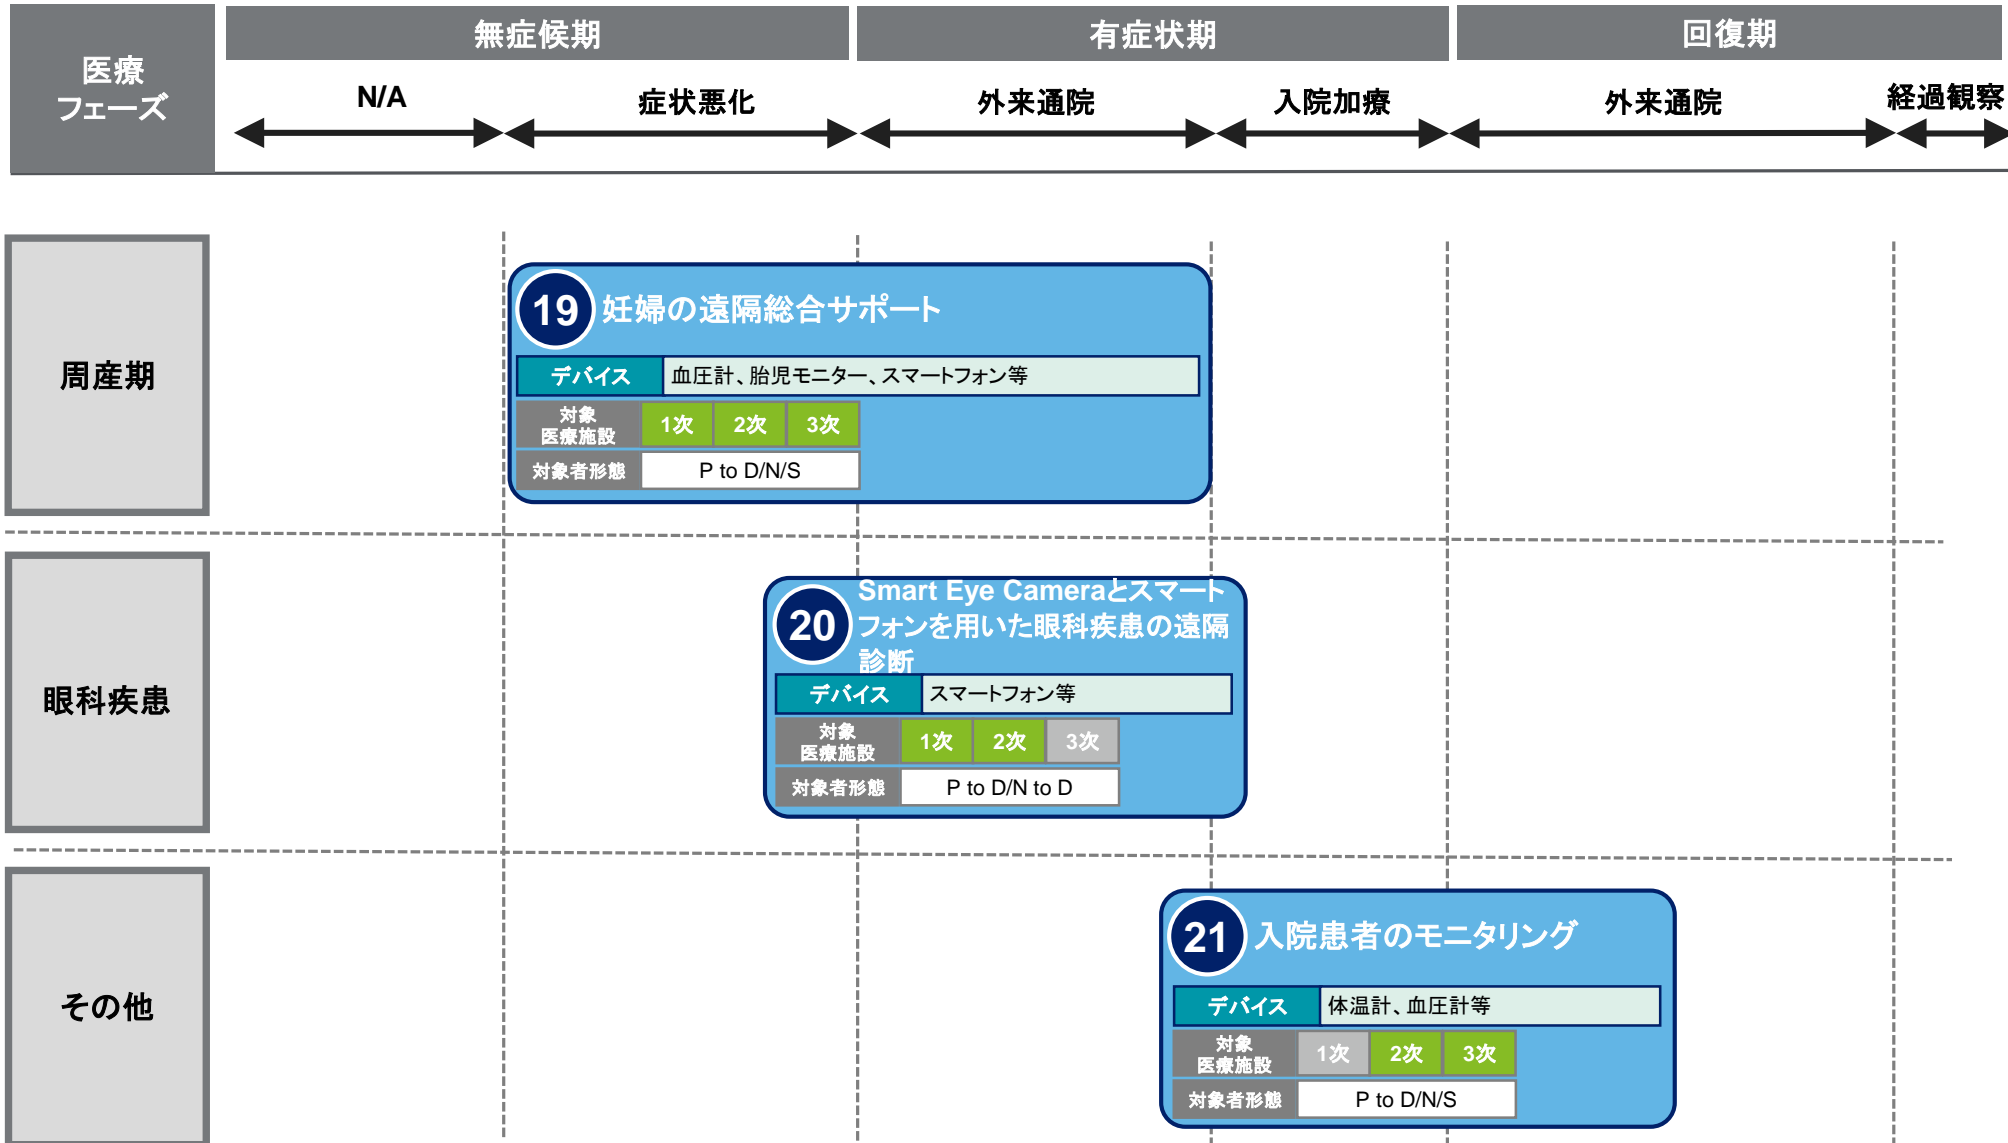 医療
フェーズ
無症候期
有症状期
回復期
N/A
症状悪化
外来通院
入院加療
外来通院
経過観察
周産期
19
妊婦の遠隔総合サポート
デバイス
血圧計、胎児モニター、スマートフォン等
対象
医療施設
1次
2次
3次
対象者形態
P to D/N/S
眼科疾患
20
Smart Eye Cameraとスマート
フォンを用いた眼科疾患の遠隔
診断
デバイス
スマートフォン等
対象
医療施設
1次
2次
3次
対象者形態
P to D/N to D
その他
21
入院患者のモニタリング
デバイス
体温計、血圧計等
対象
医療施設
1次
2次
3次
対象者形態
P to D/N/S